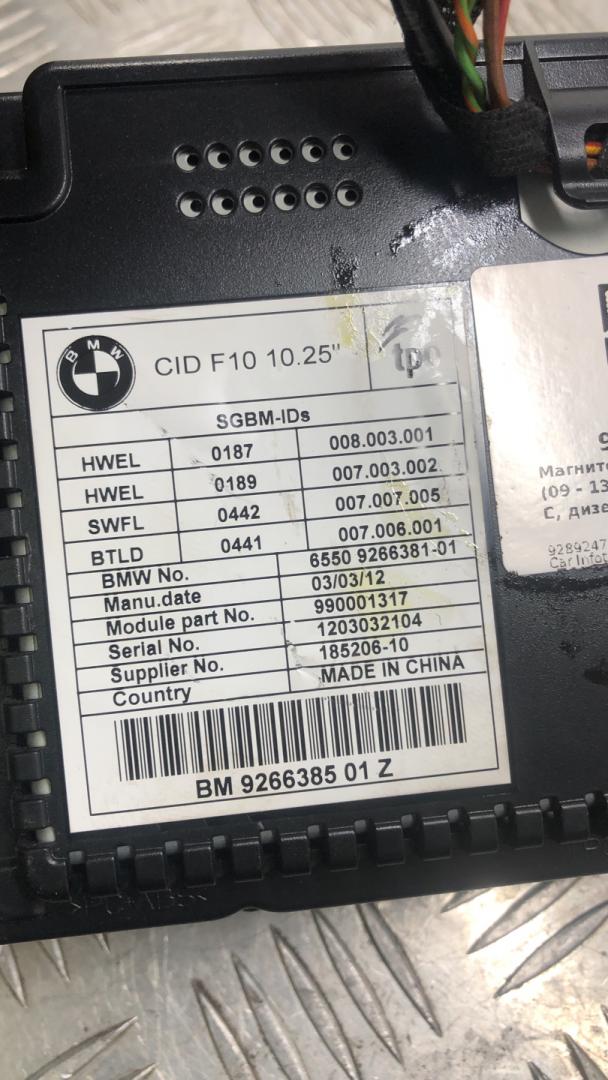 BMW
CID F10 10.25"
tpo
SGBM-IDs
HWEL 0187 008.003.001
HWEL 0189 007.003.002
SWFL 0442 007.007.005
BTLD 0441 007.006.001
BMW No. 6550 9266381-01
Manu.date 03/03/12
Module part No. 990001317
Serial No. 1203032104
Supplier No. 185206-10
Country MADE IN CHINA
BM 9266385 01 Z
9
(09 - 13
С, дизе
9289247
Car Infot